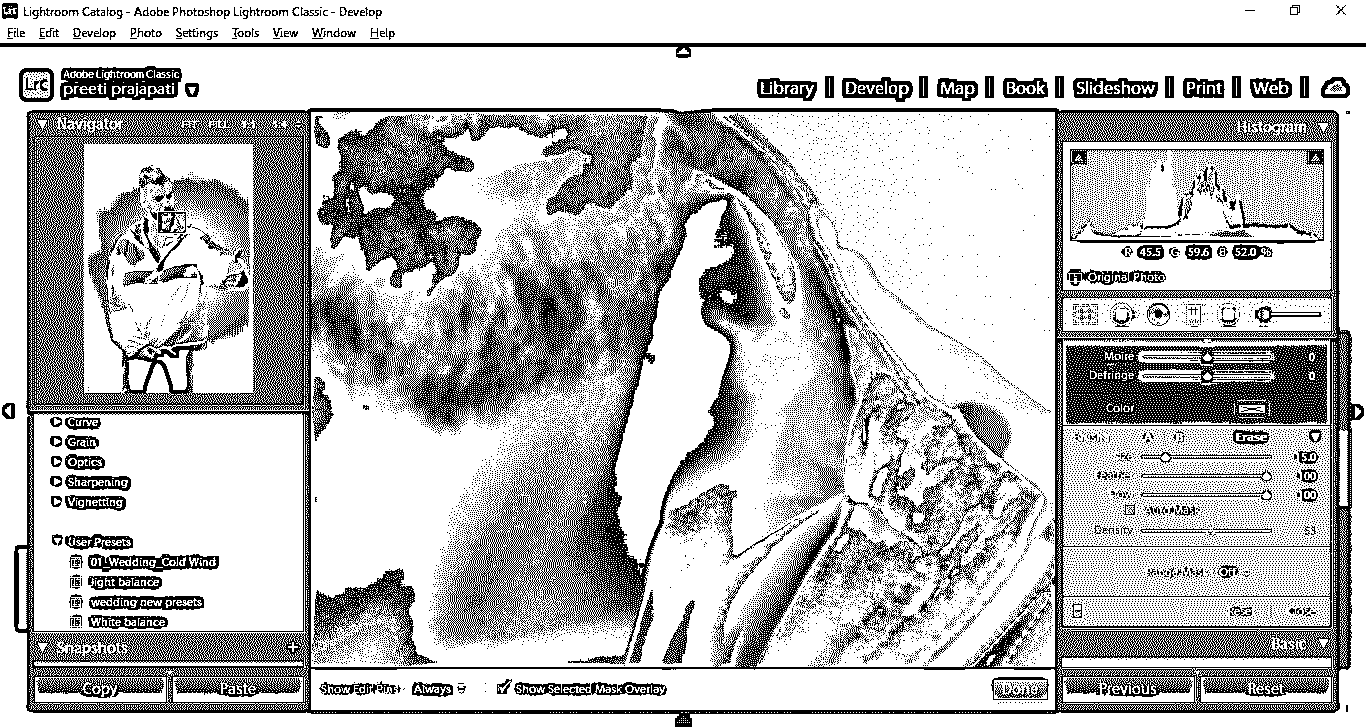 Lightroom Catalog - Adobe Photoshop Lightroom Classic - Develop
File Edit Develop Photo Settings Tools View Window Help
Lrc
Adobe Lightroom Classic
preeti prajapati
Library | Develop | Map | Book | Slideshow | Print | Web |
Navigator
Histogram
R 45.5 G 59.6 B 52.0 %
Original Photo
Moire 0
Defringe 0
Color
Erase
Auto Mask
Density
Off
Basic
Curve
Grain
Optics
Sharpening
Vignetting
User Presets
01_Wedding_Cold Wind
light balance
wedding new presets
White balance
Snapshots +
Copy Paste
Show Edit Pins: Always
Show Selected Mask Overlay
Done
Previous Reset